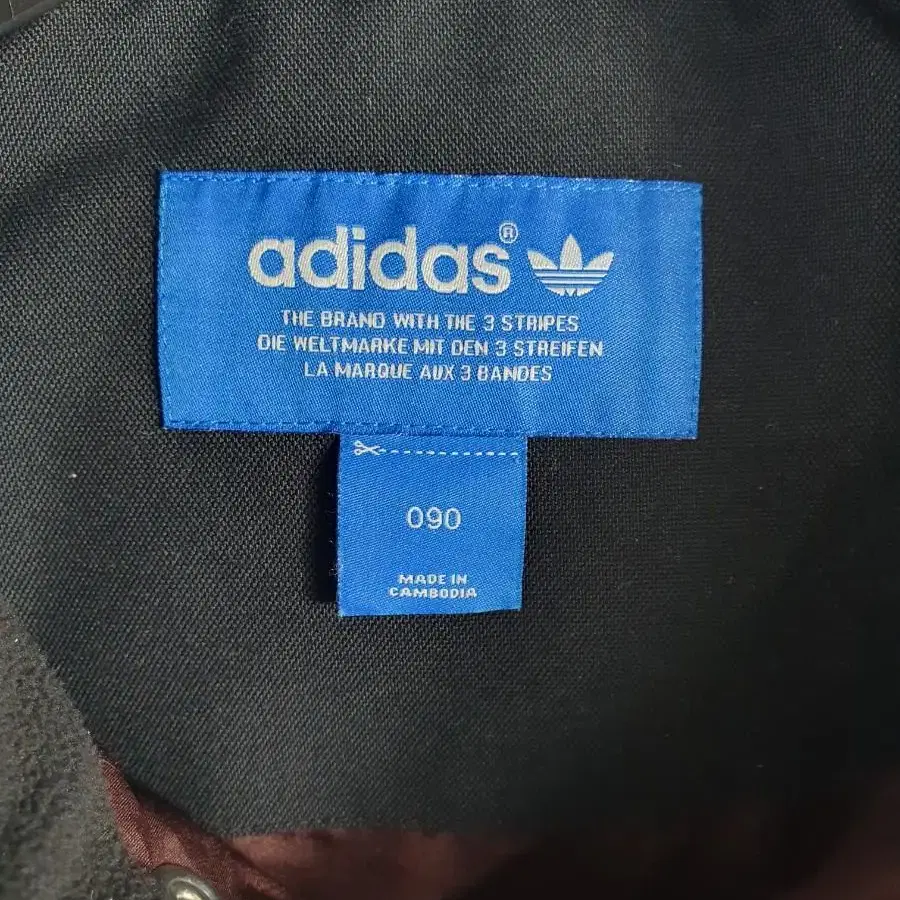 adidas®
THE BRAND WITH THE 3 STRIPES
DIE WELTMARKE MIT DEN 3 STREIFEN
LA MARQUE AUX 3 BANDES
090
MADE IN
CAMBODIA